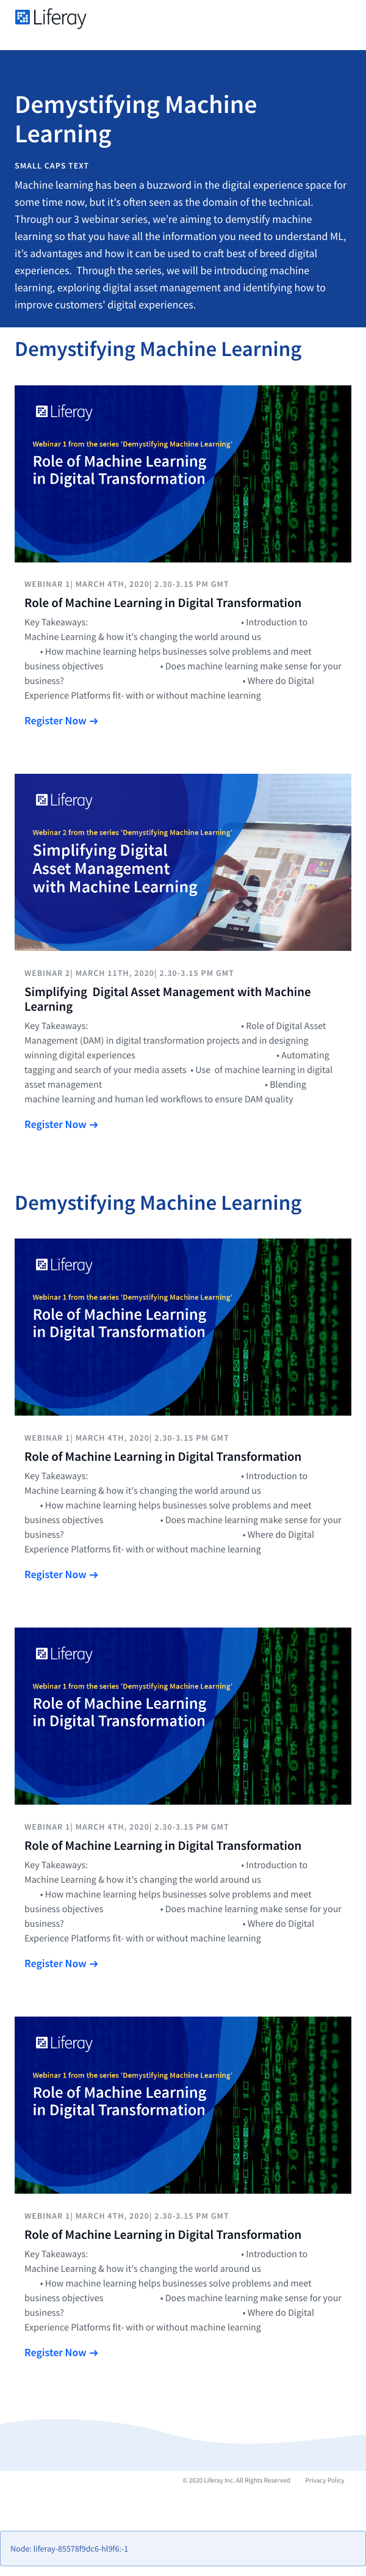 Liferay
Demystifying Machine
Learning
SMALL CAPS TEXT
Machine learning has been a buzzword in the digital experience space for
some time now, but it's often seen as the domain of the technical.
Through our 3 webinar series, we're aiming to demystify machine
learning so that you have all the information you need to understand ML,
it's advantages and how it can be used to craft best of breed digital
experiences.  Through the series, we will be introducing machine
learning, exploring digital asset management and identifying how to
improve customers' digital experiences.
Demystifying Machine Learning
Liferay
Webinar 1 from the series 'Demystifying Machine Learning'
Role of Machine Learning
in Digital Transformation
WEBINAR 1| MARCH 4TH, 2020| 2.30-3.15 PM GMT
Role of Machine Learning in Digital Transformation
Key Takeaways: • Introduction to
Machine Learning & how it's changing the world around us
• How machine learning helps businesses solve problems and meet
business objectives • Does machine learning make sense for your
business? • Where do Digital
Experience Platforms fit- with or without machine learning
Register Now →
Liferay
Webinar 2 from the series 'Demystifying Machine Learning'
Simplifying Digital
Asset Management
with Machine Learning
WEBINAR 2| MARCH 11TH, 2020| 2.30-3.15 PM GMT
Simplifying  Digital Asset Management with Machine
Learning
Key Takeaways: • Role of Digital Asset
Management (DAM) in digital transformation projects and in designing
winning digital experiences • Automating
tagging and search of your media assets • Use  of machine learning in digital
asset management • Blending
machine learning and human led workflows to ensure DAM quality
Register Now →
Demystifying Machine Learning
Liferay
Webinar 1 from the series 'Demystifying Machine Learning'
Role of Machine Learning
in Digital Transformation
WEBINAR 1| MARCH 4TH, 2020| 2.30-3.15 PM GMT
Role of Machine Learning in Digital Transformation
Key Takeaways: • Introduction to
Machine Learning & how it's changing the world around us
• How machine learning helps businesses solve problems and meet
business objectives • Does machine learning make sense for your
business? • Where do Digital
Experience Platforms fit- with or without machine learning
Register Now →
Liferay
Webinar 1 from the series 'Demystifying Machine Learning'
Role of Machine Learning
in Digital Transformation
WEBINAR 1| MARCH 4TH, 2020| 2.30-3.15 PM GMT
Role of Machine Learning in Digital Transformation
Key Takeaways: • Introduction to
Machine Learning & how it's changing the world around us
• How machine learning helps businesses solve problems and meet
business objectives • Does machine learning make sense for your
business? • Where do Digital
Experience Platforms fit- with or without machine learning
Register Now →
Liferay
Webinar 1 from the series 'Demystifying Machine Learning'
Role of Machine Learning
in Digital Transformation
WEBINAR 1| MARCH 4TH, 2020| 2.30-3.15 PM GMT
Role of Machine Learning in Digital Transformation
Key Takeaways: • Introduction to
Machine Learning & how it's changing the world around us
• How machine learning helps businesses solve problems and meet
business objectives • Does machine learning make sense for your
business? • Where do Digital
Experience Platforms fit- with or without machine learning
Register Now →
© 2020 Liferay Inc. All Rights Reserved Privacy Policy
Node: liferay-85578f9dc6-hl9f6:-1